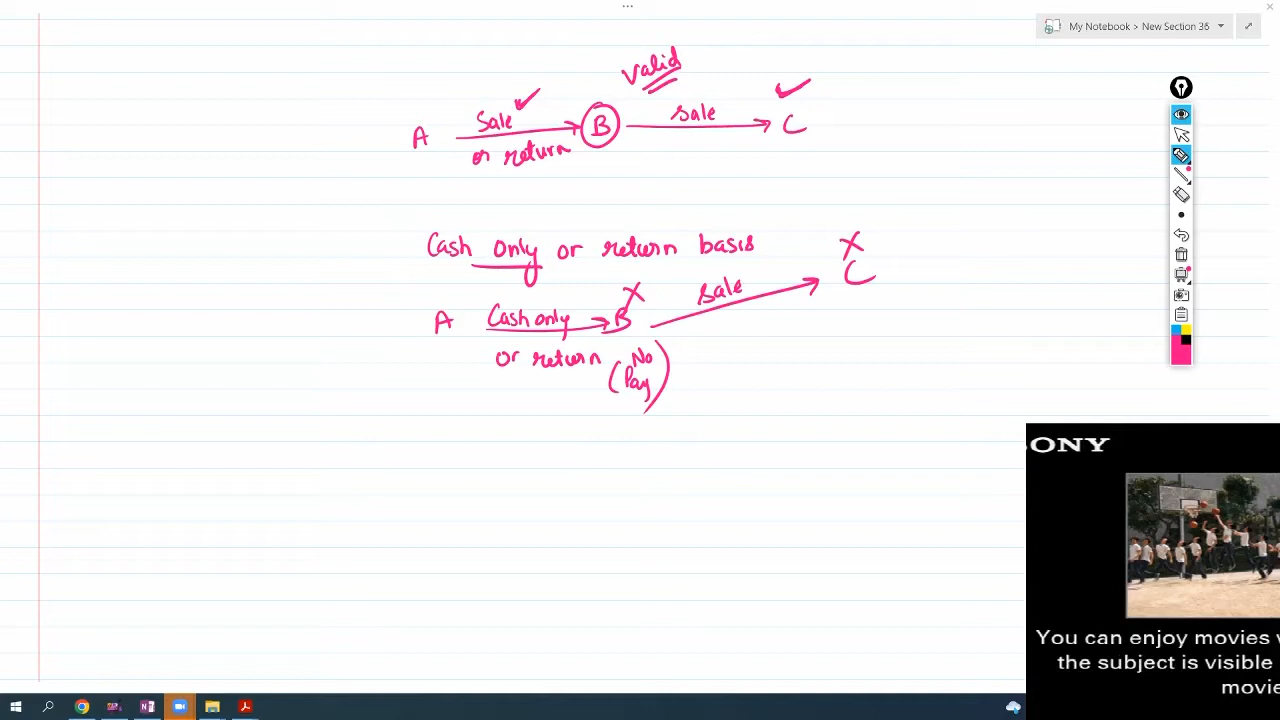 My Notebook > New Section 36
Valid
A Sale B sale C
or return
Cash only or return basis
A Cash only B sale C
or return (No Pay)
ONY
You can enjoy movies
the subject is visible
movie